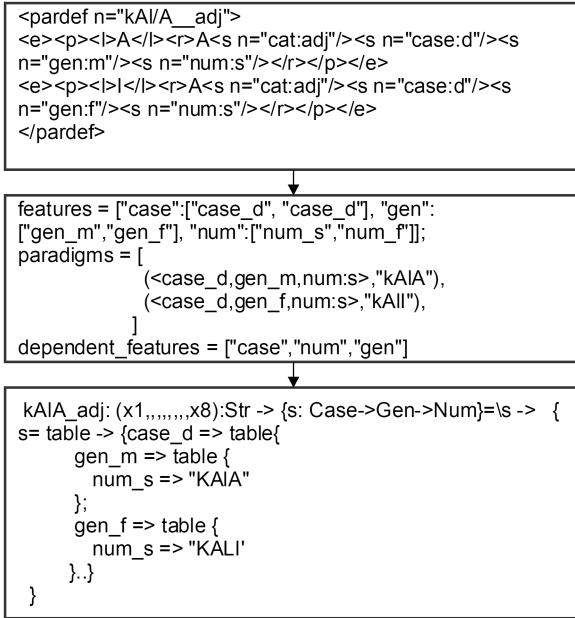 <pardef n="kAl/A__adj">
<e><p><l>A</l><r>A<s n="cat:adj"/><s n="case:d"/><s
n="gen:m"/><s n="num:s"/></r></p></e>
<e><p><l>I</l><r>A<s n="cat:adj"/><s n="case:d"/><s
n="gen:f"/><s n="num:s"/></r></p></e>
</pardef>
features = ["case":["case_d", "case_d"], "gen":
["gen_m","gen_f"], "num":["num_s","num_f"]];
paradigms = [
(<case_d,gen_m,num:s>,"kAlA"),
(<case_d,gen_f,num:s>,"kAlI"),
]
dependent_features = ["case","num","gen"]
kAlA_adj: (x1,,,,,,,x8):Str -> {s: Case->Gen->Num}=\s -> {
s= table -> {case_d => table{
gen_m => table {
num_s => "KAlA"
};
gen_f => table {
num_s => "KALI'
}..}
}